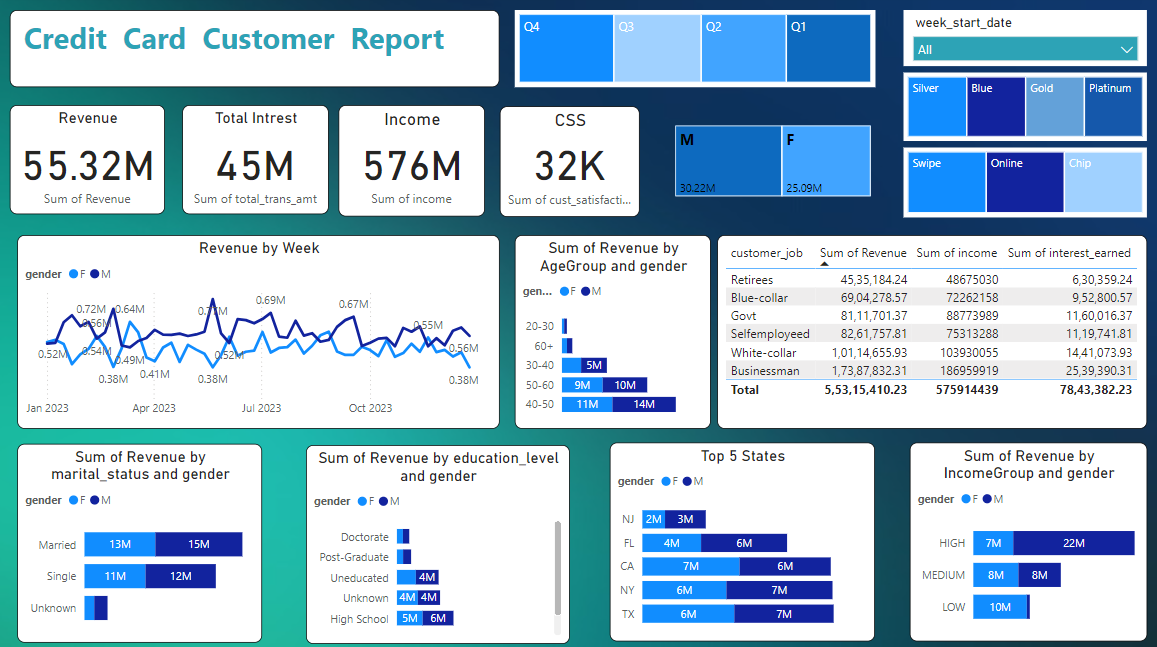 Credit Card Customer Report
Q4
Q3
Q2
Q1
week_start_date
All
Silver
Blue
Gold
Platinum
Swipe
Online
Chip
Revenue
55.32M
Sum of Revenue
Total Intrest
45M
Sum of total_trans_amt
Income
576M
Sum of income
CSS
32K
Sum of cust_satisfacti...
M
30.22M
F
25.09M
Revenue by Week
gender F M
0.72M
0.64M
0.69M
0.67M
0.56M
0.55M
0.52M
0.54M
0.49M
0.52M
0.56M
0.38M
0.41M
0.38M
0.38M
Jan 2023 Apr 2023 Jul 2023 Oct 2023
Sum of Revenue by
AgeGroup and gender
gen... F M
20-30
60+
30-40 5M
50-60 9M 10M
40-50 11M 14M
customer_job Sum of Revenue Sum of income Sum of interest_earned
Retirees 45,35,184.24 48675030 6,30,359.24
Blue-collar 69,04,278.57 72262158 9,52,800.57
Govt 81,11,701.37 88773989 11,60,016.37
Selfemployeed 82,61,757.81 75313288 11,19,741.81
White-collar 1,01,14,655.93 103930055 14,41,073.93
Businessman 1,73,87,832.31 186959919 25,39,390.31
Total 5,53,15,410.23 575914439 78,43,382.23
Sum of Revenue by
marital_status and gender
gender F M
Married 13M 15M
Single 11M 12M
Unknown
Sum of Revenue by education_level
and gender
gender F M
Doctorate
Post-Graduate
Uneducated 4M
Unknown 4M 4M
High School 5M 6M
Top 5 States
gender F M
NJ 2M 3M
FL 4M 6M
CA 7M 6M
NY 6M 7M
TX 6M 7M
Sum of Revenue by
IncomeGroup and gender
gender F M
HIGH 7M 22M
MEDIUM 8M 8M
LOW 10M